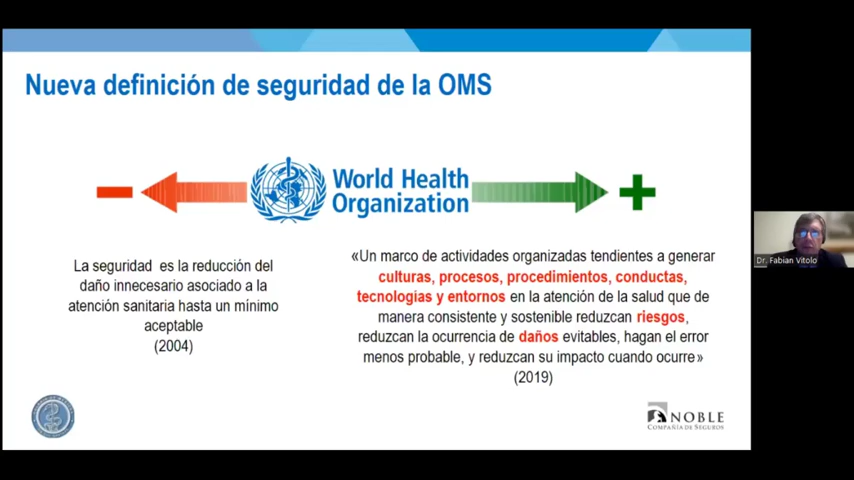 Nueva definición de seguridad de la OMS
World Health
Organization
La seguridad es la reducción del
daño innecesario asociado a la
atención sanitaria hasta un mínimo
aceptable
(2004)
«Un marco de actividades organizadas tendientes a generar
culturas, procesos, procedimientos, conductas,
tecnologías y entornos en la atención de la salud que de
manera consistente y sostenible reduzcan riesgos,
reduzcan la ocurrencia de daños evitables, hagan el error
menos probable, y reduzcan su impacto cuando ocurre»
(2019)
NOBLE
COMPAÑÍA DE SEGUROS
Dr. Fabian Vitolo